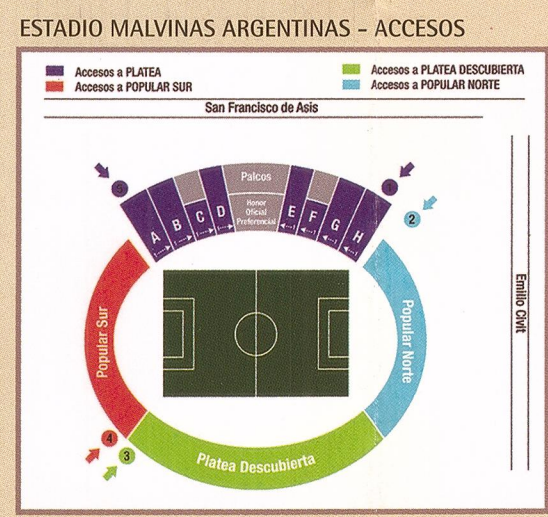 ESTADIO MALVINAS ARGENTINAS – ACCESOS
Accesos a PLATEA
Accesos a POPULAR SUR
Accesos a PLATEA DESCUBIERTA
Accesos a POPULAR NORTE
San Francisco de Asis
5
1
Palcos
2
A
B
C
D
Honor
Oficial
Preferencial
E
F
G
H
Popular Sur
Popular Norte
Emilio Civit
4
3
Platea Descubierta